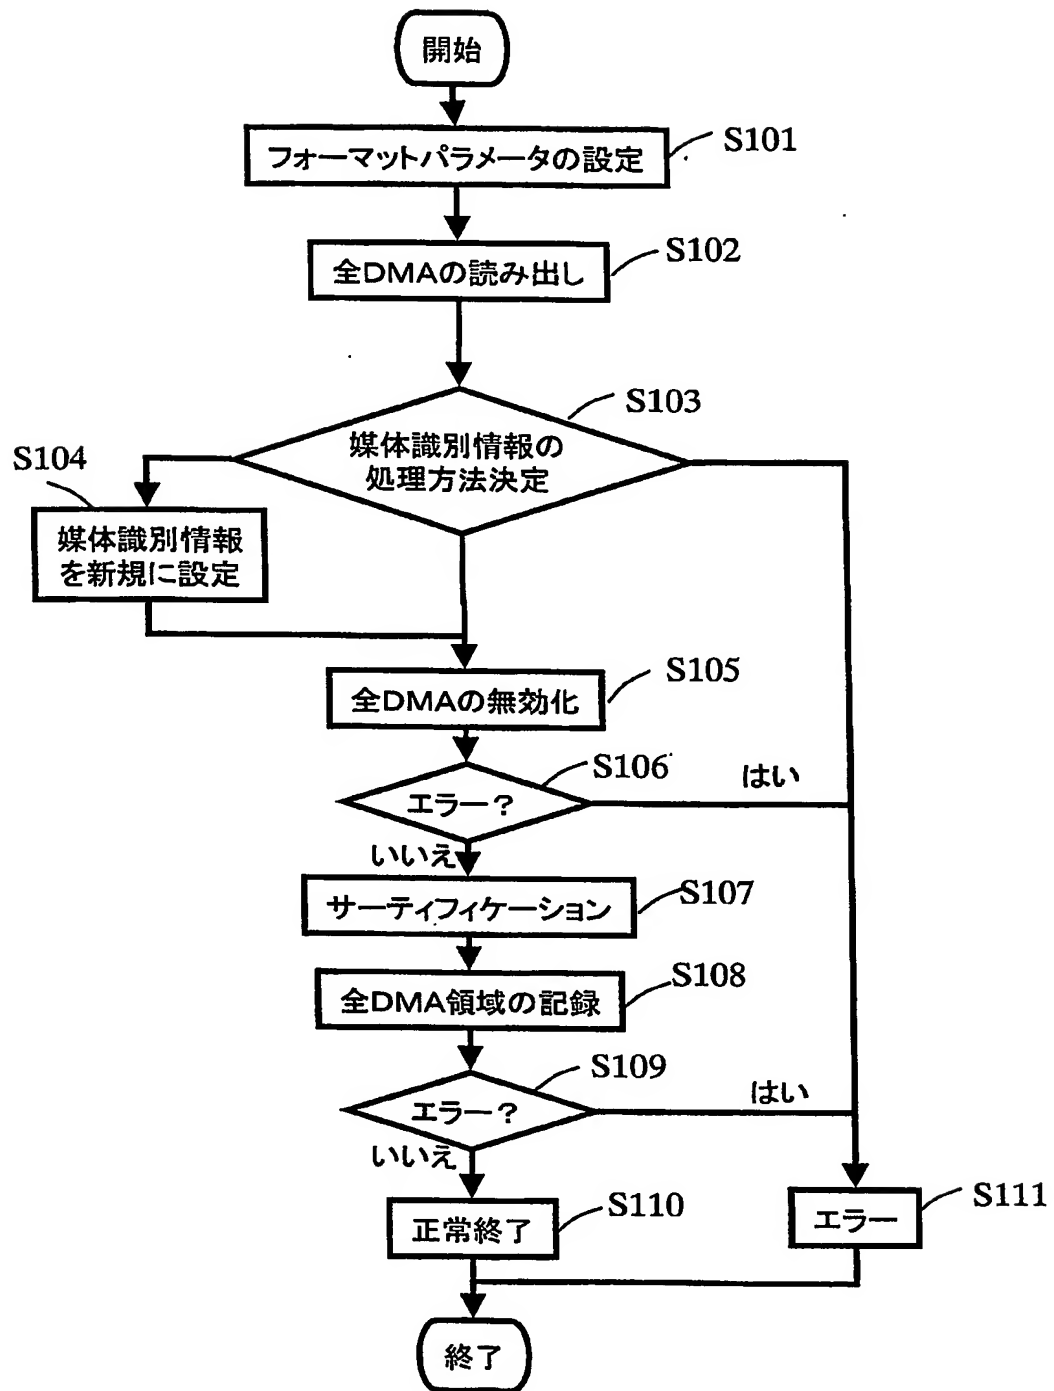 開始
フォーマットパラメータの設定
S101
全DMAの読み出し
S102
媒体識別情報の
処理方法決定
S103
S104
媒体識別情報
を新規に設定
全DMAの無効化
S105
エラー?
S106
はい
いいえ
サーティフィケーション
S107
全DMA領域の記録
S108
エラー?
S109
はい
いいえ
正常終了
S110
エラー
S111
終了